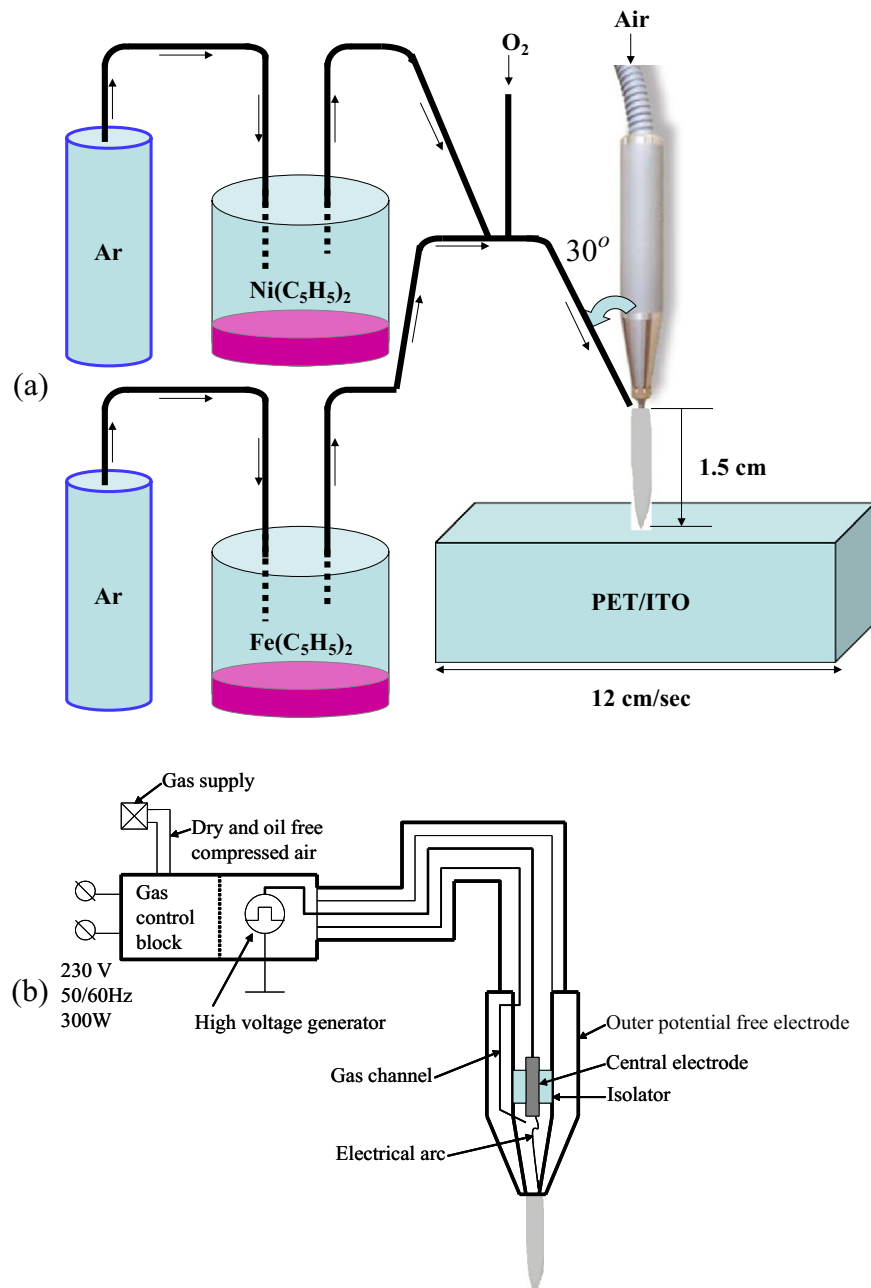 O₂
Air
Ar
Ni(C₅H₅)₂
30°
(a)
1.5 cm
Ar
Fe(C₅H₅)₂
PET/ITO
12 cm/sec
Gas supply
Dry and oil free
compressed air
Gas
control
block
(b)
230 V
50/60Hz
300W
High voltage generator
Outer potential free electrode
Central electrode
Gas channel
Isolator
Electrical arc